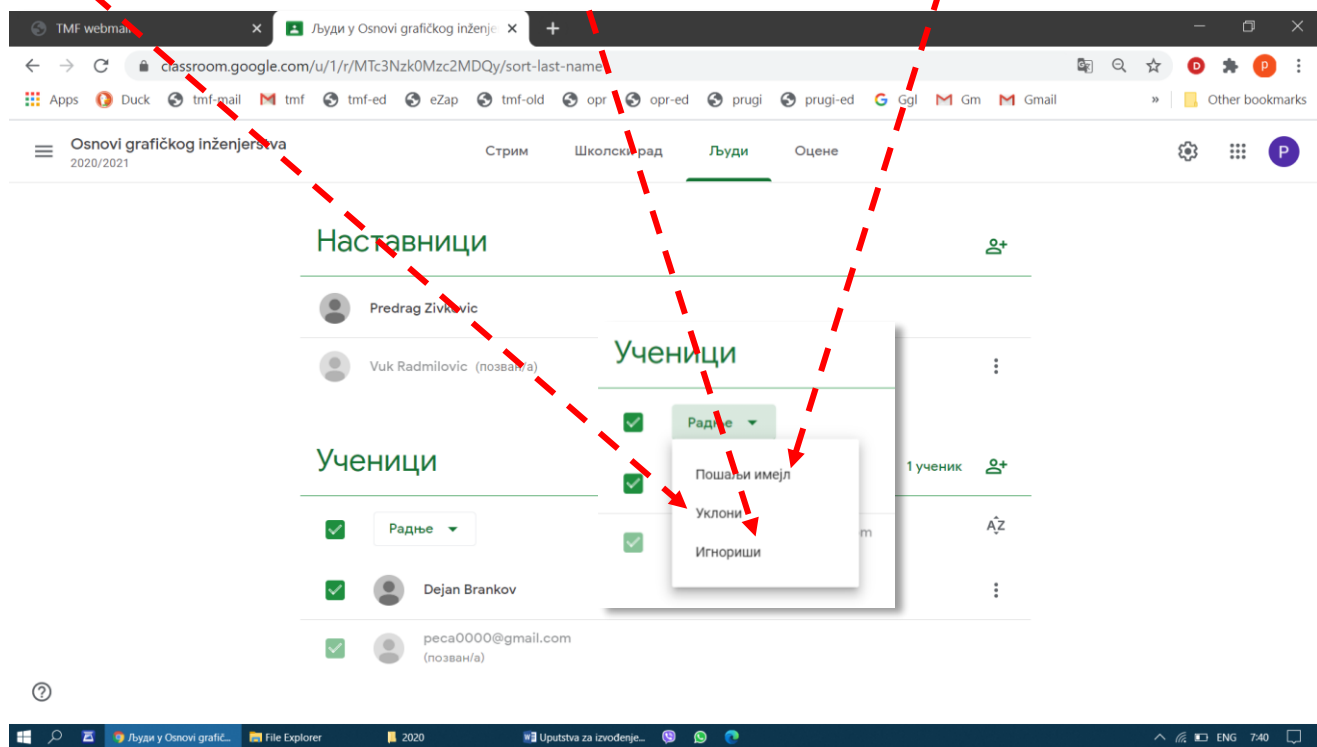 TMF webmail
Људи у Osnovi grafičkog inženje
classroom.google.com/u/1/r/MTc3Nzk0Mzc2MDQy/sort-last-name
Apps Duck tmf-mail tmf tmf-ed eZap tmf-old opr opr-ed prugi prugi-ed Ggl Gm Gmail » Other bookmarks
Osnovi grafičkog inženjerstva
2020/2021
Стрим Школски рад Људи Оцене
P
Наставници
Predrag Zivkovic
Vuk Radmilovic (позван/а)
Ученици
1 ученик
Радње
Dejan Brankov
peca0000@gmail.com
(позван/а)
Ученици
Радње
Пошаљи имејл
Уклони
Игнориши
m
AZ
Људи у Osnovi grafič... File Explorer 2020 Uputstva za izvođenje... ENG 7:40